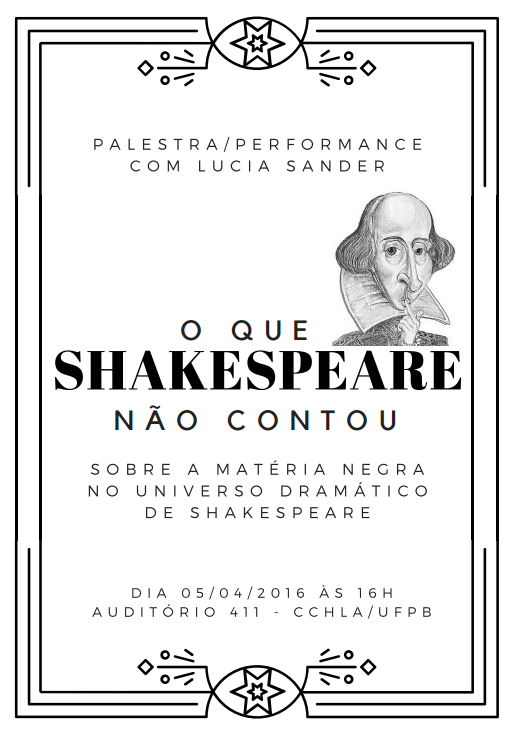 PALESTRA/PERFORMANCE
COM LUCIA SANDER
O QUE
SHAKESPEARE
NÃO CONTOU
SOBRE A MATÉRIA NEGRA
NO UNIVERSO DRAMÁTICO
DE SHAKESPEARE
DIA 05/04/2016 ÀS 16H
AUDITÓRIO 411 - CCHLA/UFPB